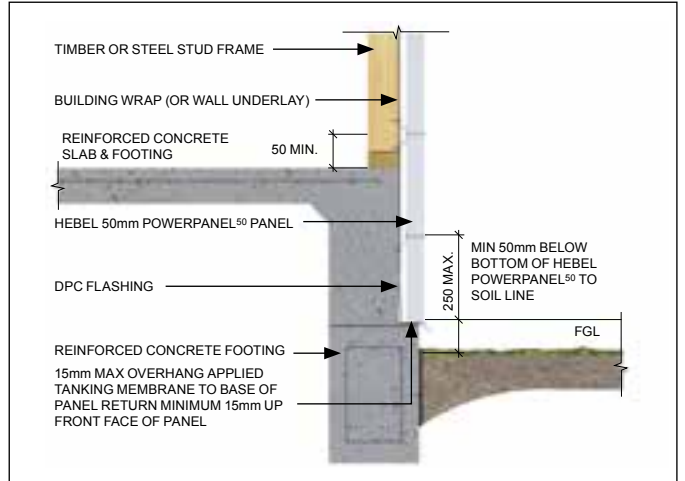 TIMBER OR STEEL STUD FRAME
BUILDING WRAP (OR WALL UNDERLAY)
REINFORCED CONCRETE
SLAB & FOOTING
50 MIN.
HEBEL 50mm POWERPANEL⁵⁰ PANEL
250 MAX.
MIN 50mm BELOW
BOTTOM OF HEBEL
POWERPANEL⁵⁰ TO
SOIL LINE
DPC FLASHING
FGL
REINFORCED CONCRETE FOOTING
15mm MAX OVERHANG APPLIED
TANKING MEMBRANE TO BASE OF
PANEL RETURN MINIMUM 15mm UP
FRONT FACE OF PANEL